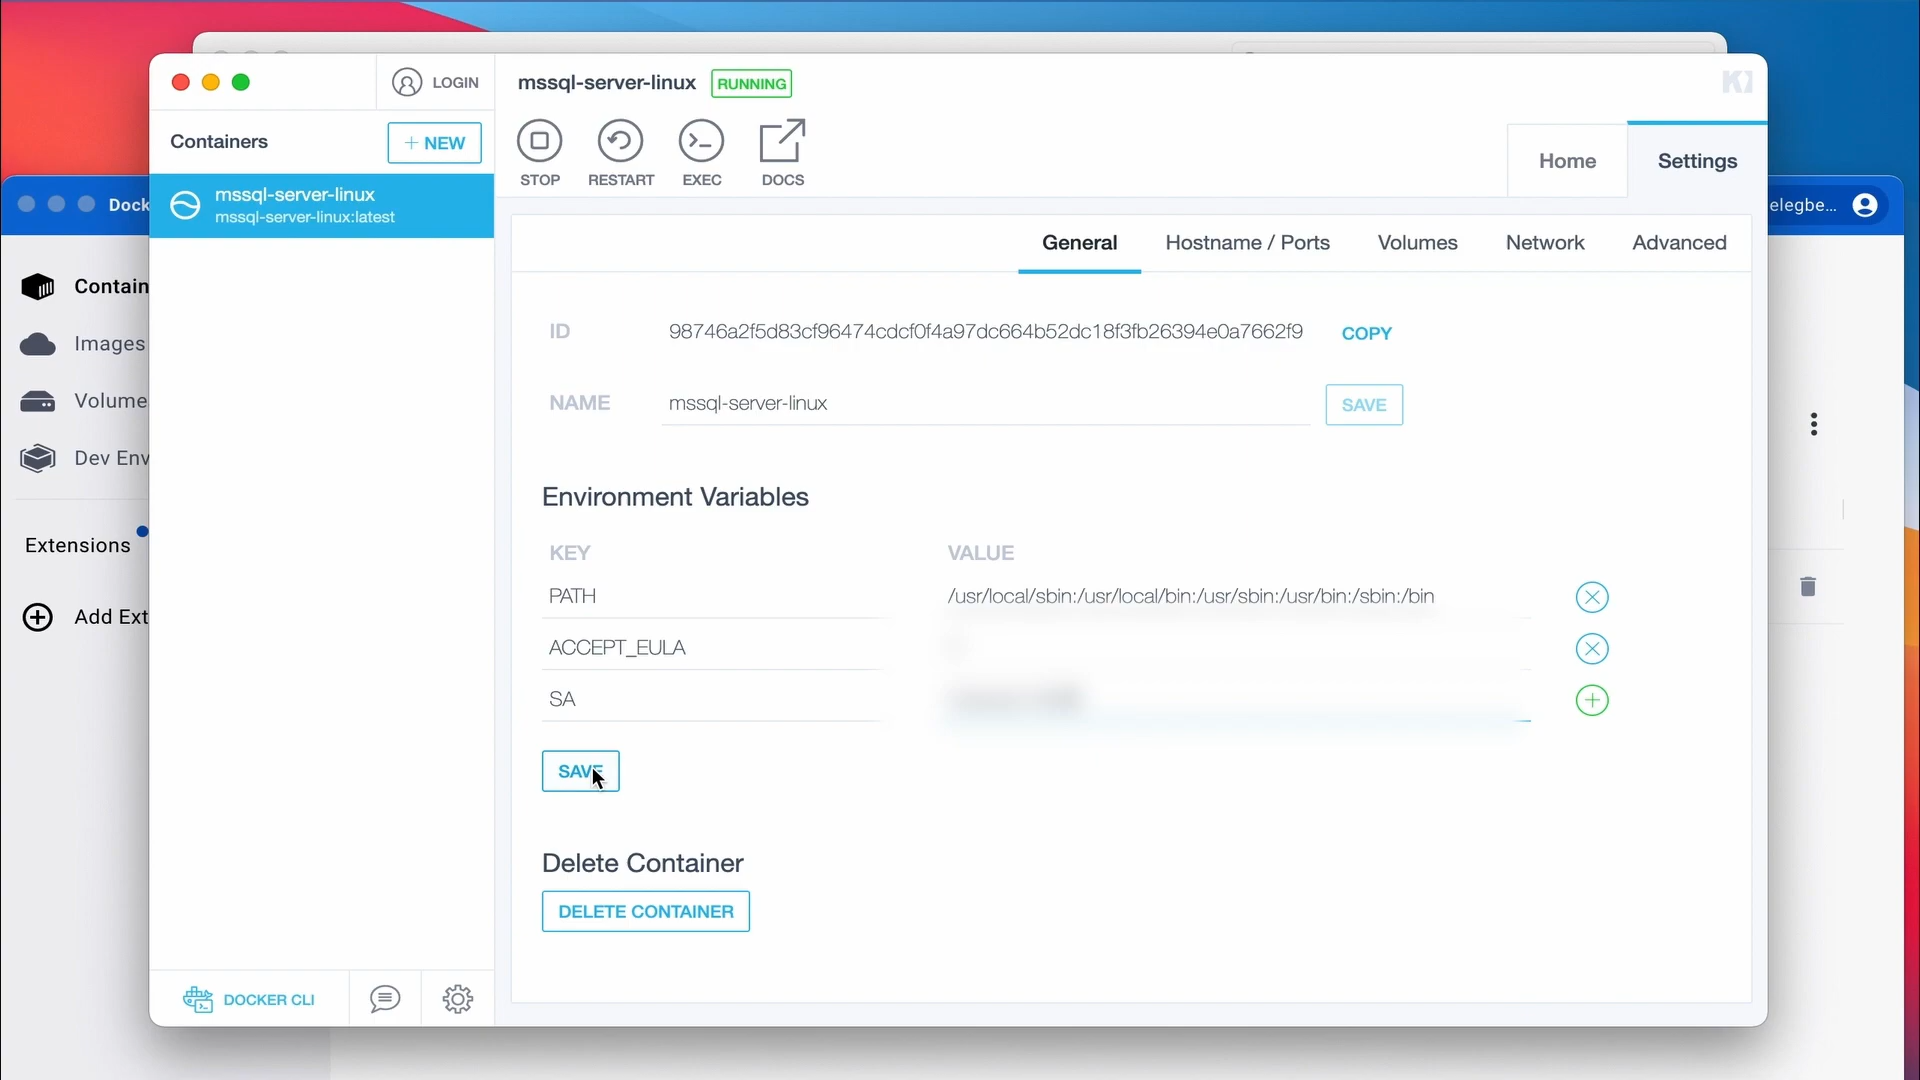 LOGIN
mssql-server-linux
RUNNING
Containers
+ NEW
STOP
RESTART
EXEC
DOCS
Home
Settings
mssql-server-linux
mssql-server-linux:latest
Dock
elegbe...
General
Hostname / Ports
Volumes
Network
Advanced
Contain
Images
Volume
Dev Env
Extensions
Add Ext
ID
98746a2f5d83cf96474cdcf0f4a97dc664b52dc18f3fb26394e0a7662f9
COPY
NAME
mssql-server-linux
SAVE
Environment Variables
KEY
VALUE
PATH
/usr/local/sbin:/usr/local/bin:/usr/sbin:/usr/bin:/sbin:/bin
ACCEPT_EULA
SA
SAVE
Delete Container
DELETE CONTAINER
DOCKER CLI